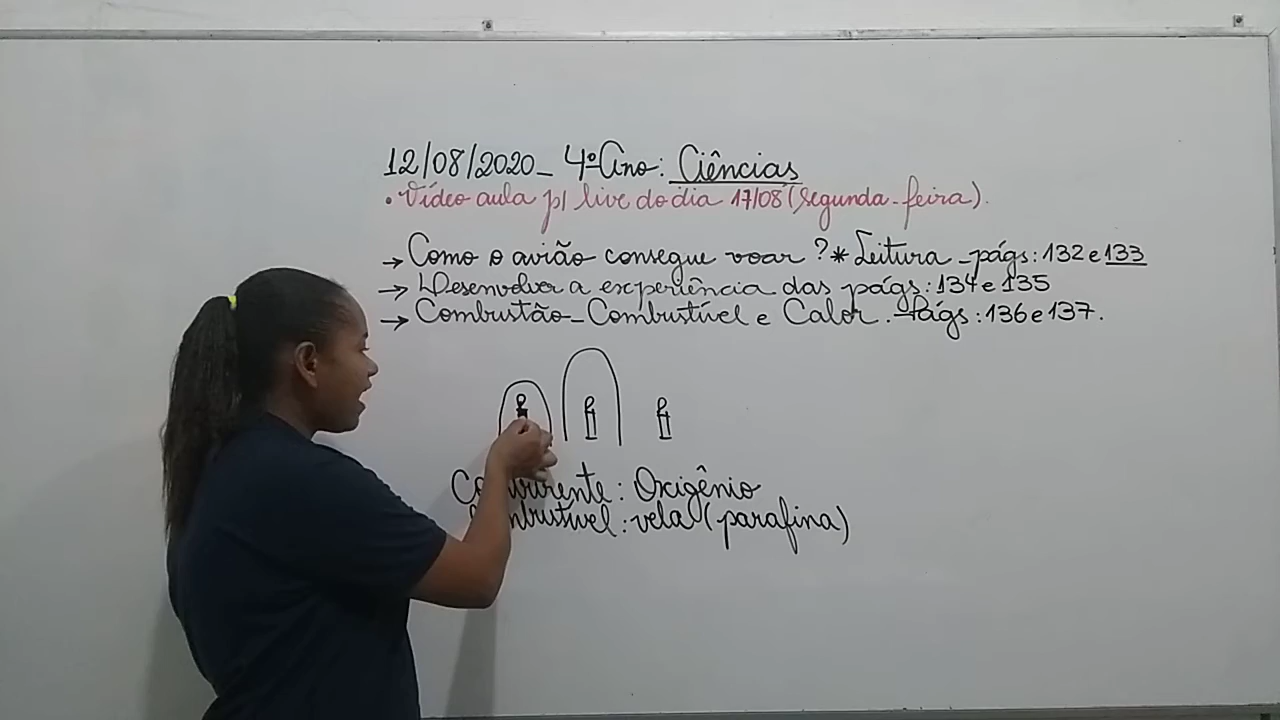 12/08/2020_ 4º Ano: Ciências
• Vídeo aula p/ live do dia 17/08 (segunda-feira).
→ Como o avião consegue voar? * Leitura - págs: 132 e 133
→ Desenvolver a experiência das págs: 134 e 135
→ Combustão - Combustível e Calor. Págs: 136 e 137.
: Oxigênio
: vela (parafina)